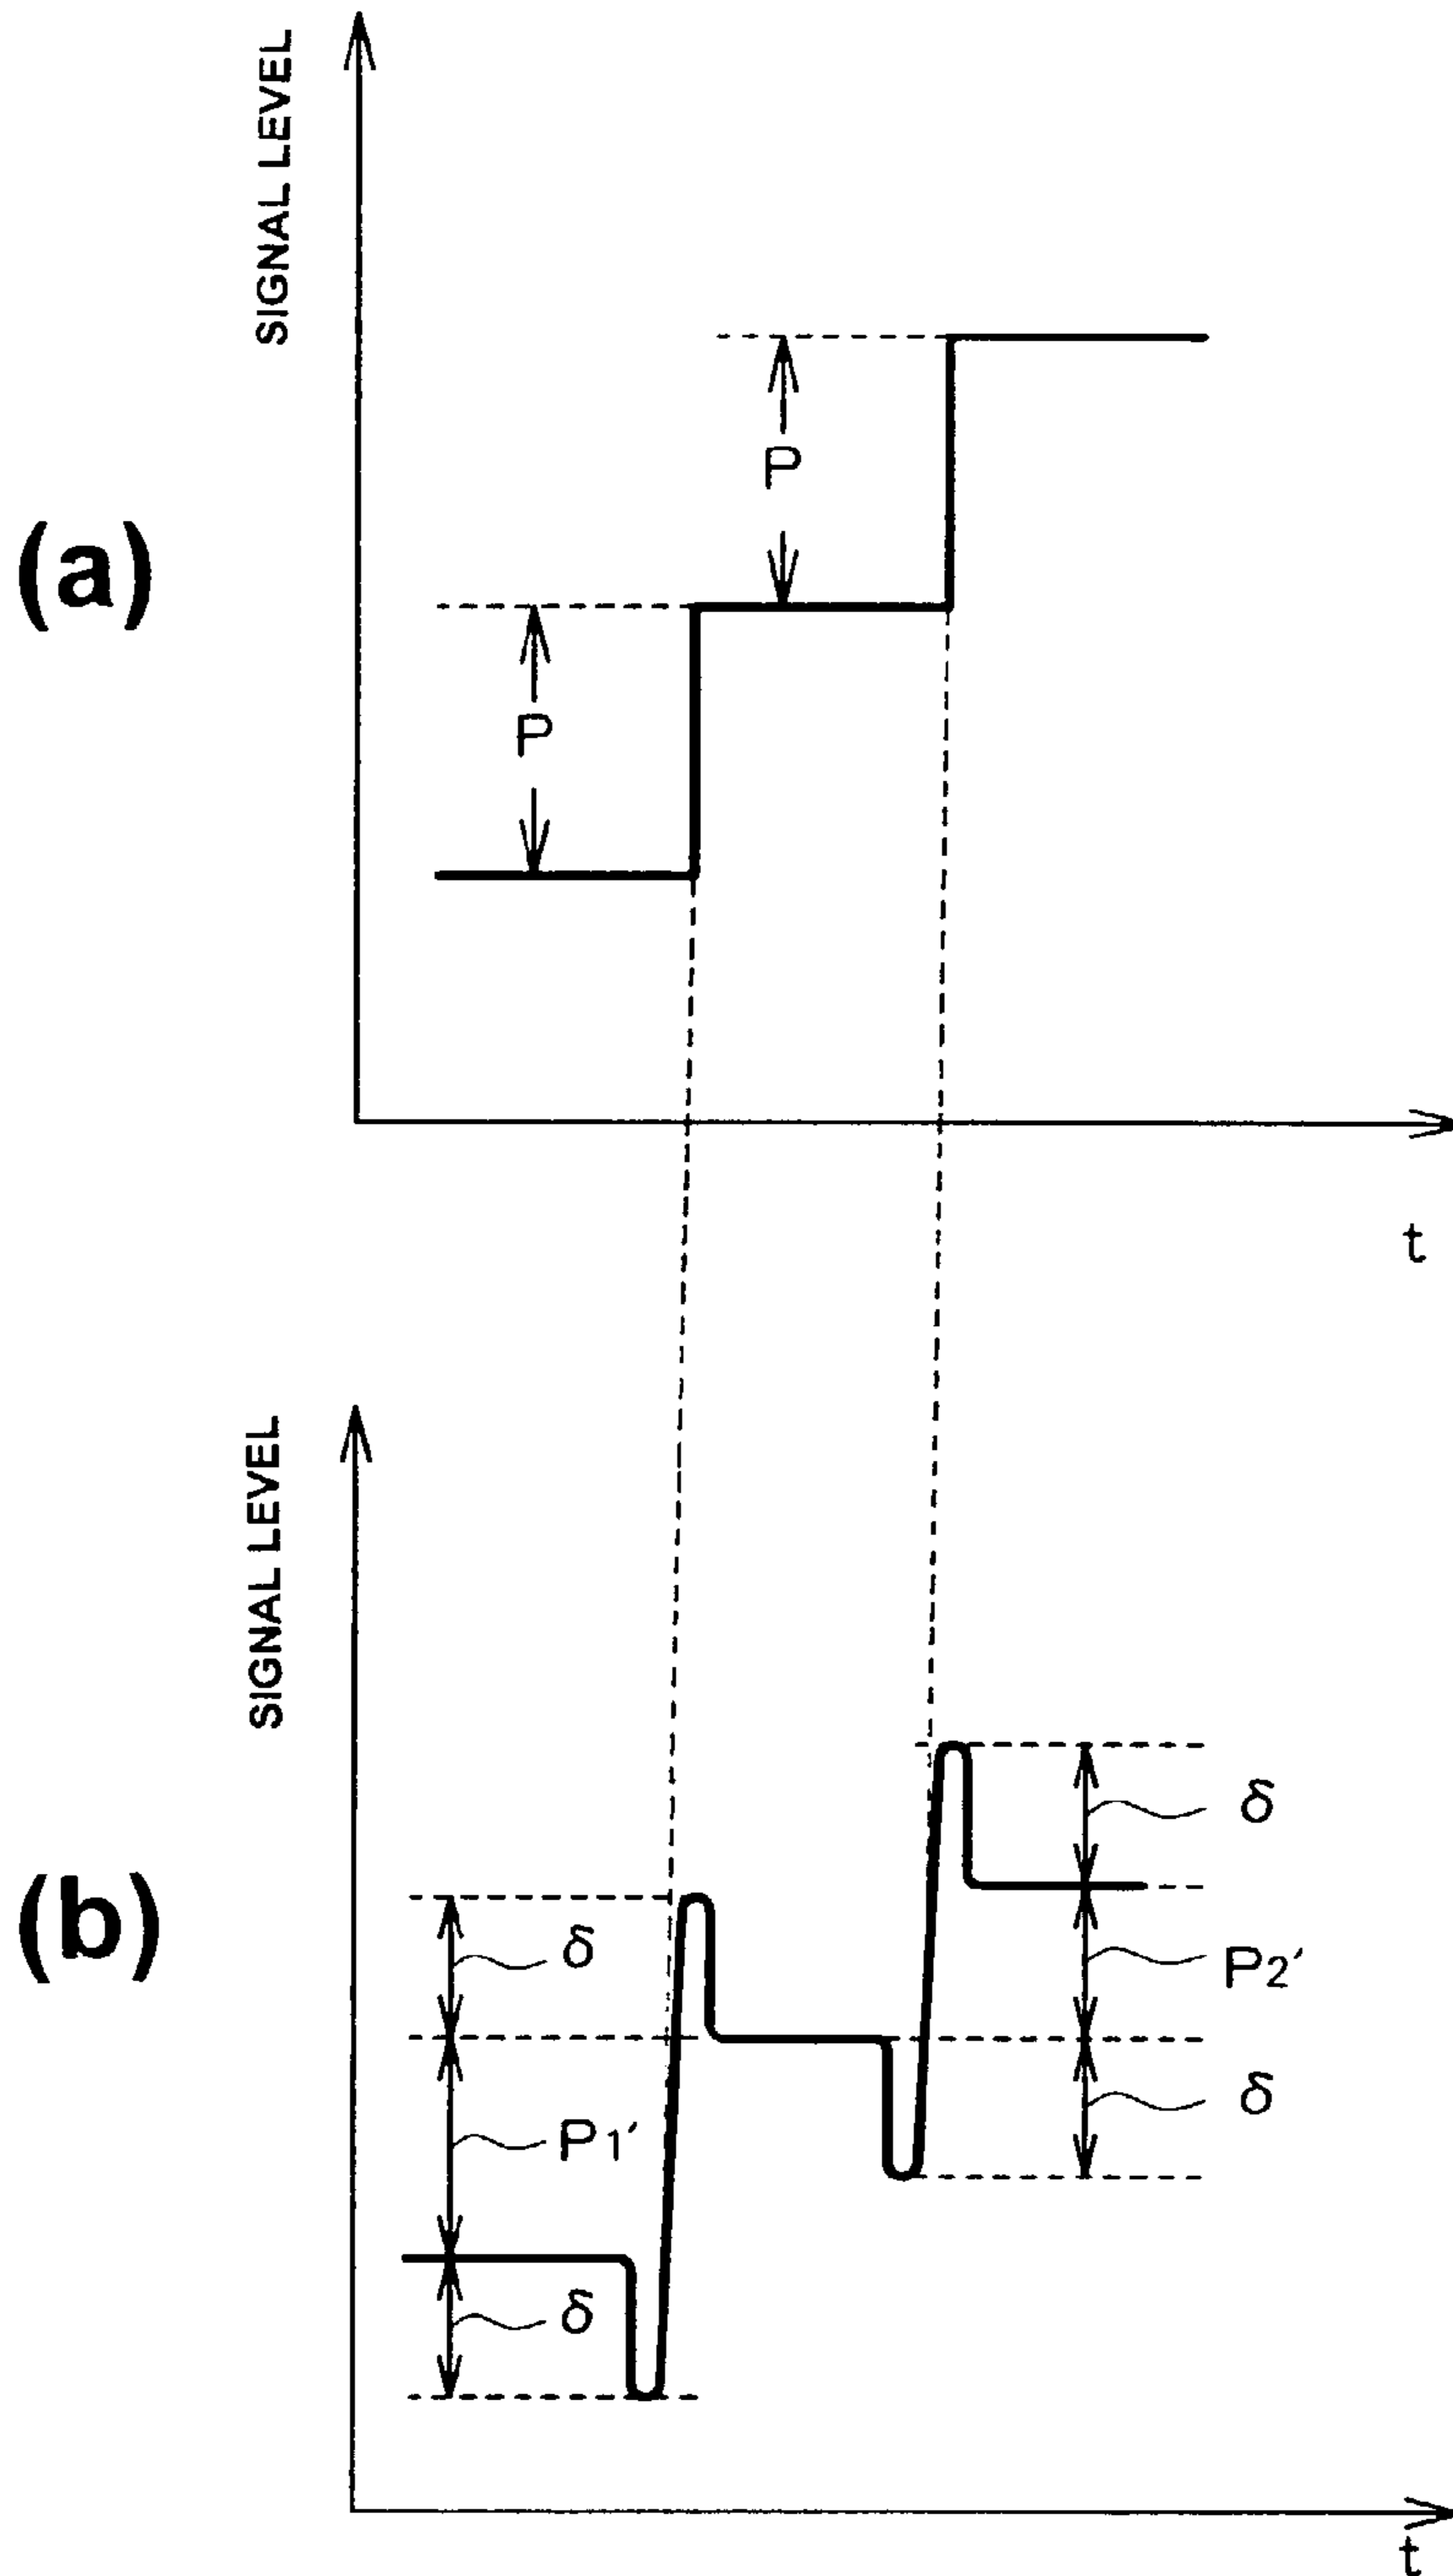 (a)
SIGNAL LEVEL
P
P
t
(b)
SIGNAL LEVEL
δ
δ
P2′
δ
P1′
δ
t